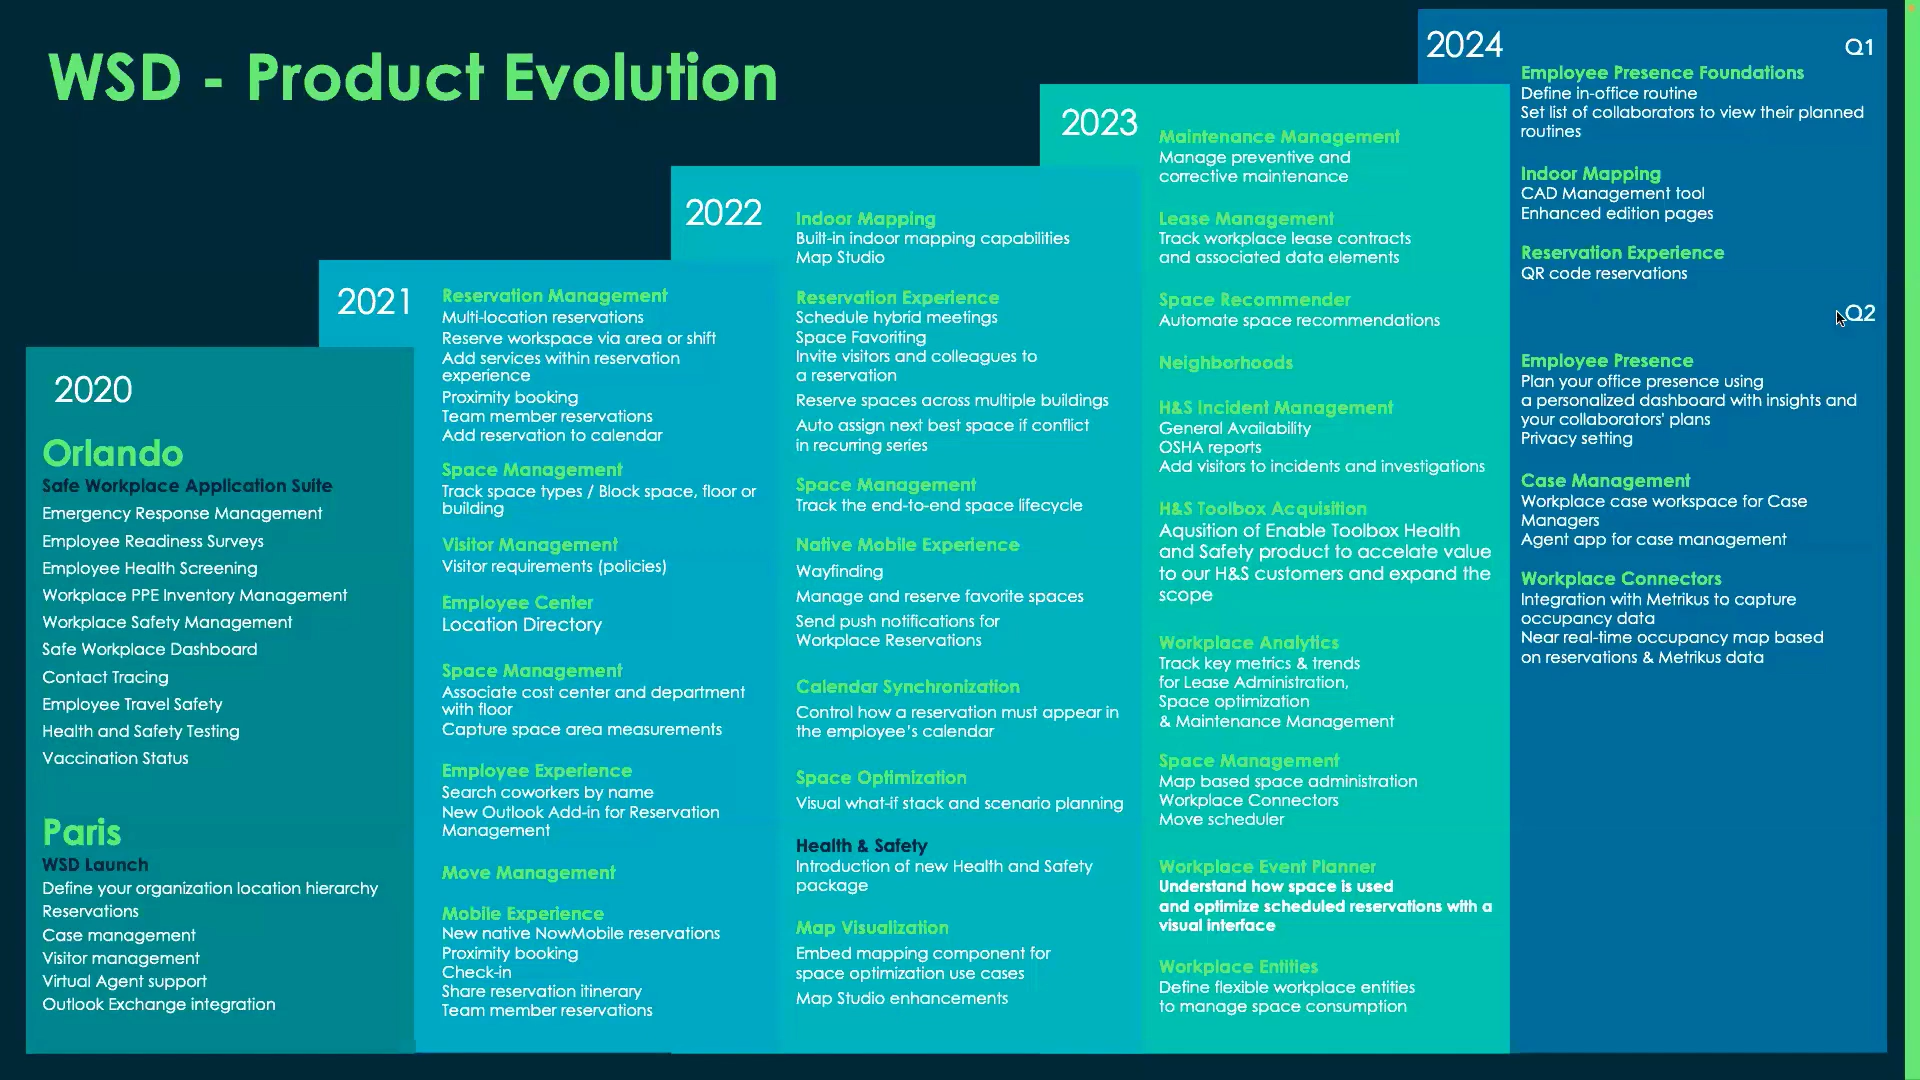 WSD - Product Evolution
2020
Orlando
Safe Workplace Application Suite
Emergency Response Management
Employee Readiness Surveys
Employee Health Screening
Workplace PPE Inventory Management
Workplace Safety Management
Safe Workplace Dashboard
Contact Tracing
Employee Travel Safety
Health and Safety Testing
Vaccination Status
Paris
WSD Launch
Define your organization location hierarchy
Reservations
Case management
Visitor management
Virtual Agent support
Outlook Exchange integration
2021
Reservation Management
Multi-location reservations
Reserve workspace via area or shift
Add services within reservation
experience
Proximity booking
Team member reservations
Add reservation to calendar
Space Management
Track space types / Block space, floor or
building
Visitor Management
Visitor requirements (policies)
Employee Center
Location Directory
Space Management
Associate cost center and department
with floor
Capture space area measurements
Employee Experience
Search coworkers by name
New Outlook Add-in for Reservation
Management
Move Management
Mobile Experience
New native NowMobile reservations
Proximity booking
Check-in
Share reservation itinerary
Team member reservations
2022
Indoor Mapping
Built-in indoor mapping capabilities
Map Studio
Reservation Experience
Schedule hybrid meetings
Space Favoriting
Invite visitors and colleagues to
a reservation
Reserve spaces across multiple buildings
Auto assign next best space if conflict
in recurring series
Space Management
Track the end-to-end space lifecycle
Native Mobile Experience
Wayfinding
Manage and reserve favorite spaces
Send push notifications for
Workplace Reservations
Calendar Synchronization
Control how a reservation must appear in
the employee's calendar
Space Optimization
Visual what-if stack and scenario planning
Health & Safety
Introduction of new Health and Safety
package
Map Visualization
Embed mapping component for
space optimization use cases
Map Studio enhancements
2023
Maintenance Management
Manage preventive and
corrective maintenance
Lease Management
Track workplace lease contracts
and associated data elements
Space Recommender
Automate space recommendations
Neighborhoods
H&S Incident Management
General Availability
OSHA reports
Add visitors to incidents and investigations
H&S Toolbox Acquisition
Aqusition of Enable Toolbox Health
and Safety product to accelate value
to our H&S customers and expand the
scope
Workplace Analytics
Track key metrics & trends
for Lease Administration,
Space optimization
& Maintenance Management
Space Management
Map based space administration
Workplace Connectors
Move scheduler
Workplace Event Planner
Understand how space is used
and optimize scheduled reservations with a
visual interface
Workplace Entities
Define flexible workplace entities
to manage space consumption
2024
Q1
Employee Presence Foundations
Define in-office routine
Set list of collaborators to view their planned
routines
Indoor Mapping
CAD Management tool
Enhanced edition pages
Reservation Experience
QR code reservations
Q2
Employee Presence
Plan your office presence using
a personalized dashboard with insights and
your collaborators' plans
Privacy setting
Case Management
Workplace case workspace for Case
Managers
Agent app for case management
Workplace Connectors
Integration with Metrikus to capture
occupancy data
Near real-time occupancy map based
on reservations & Metrikus data